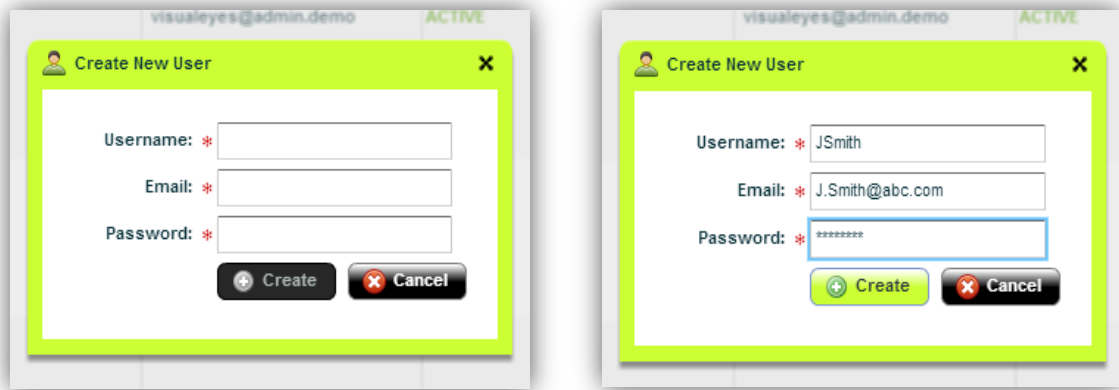 visualeyes@admin.demo ACTIVE
Create New User
Username: *
Email: *
Password: *
Create Cancel
visualeyes@admin.demo ACTIVE
Create New User
Username: * JSmith
Email: * J.Smith@abc.com
Password: * ********
Create Cancel